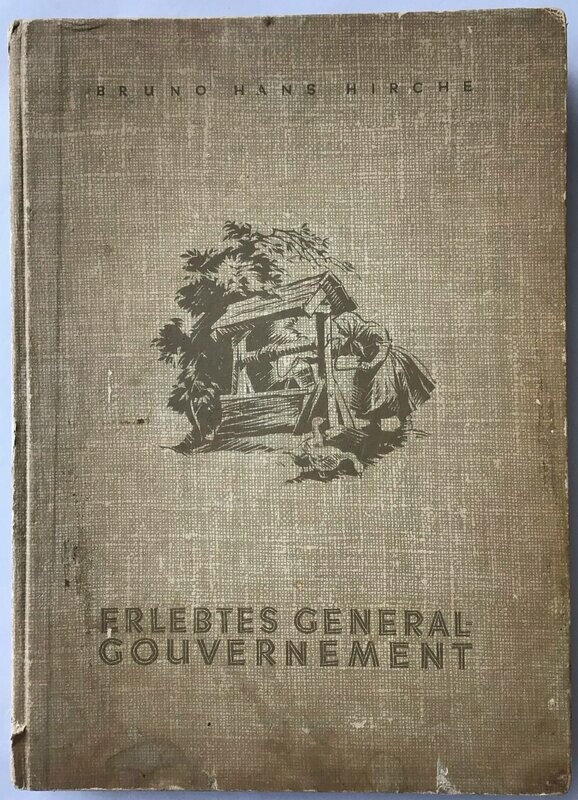 BRUNO HANS HIRCHE
ERLEBTES GENERAL-
GOUVERNEMENT